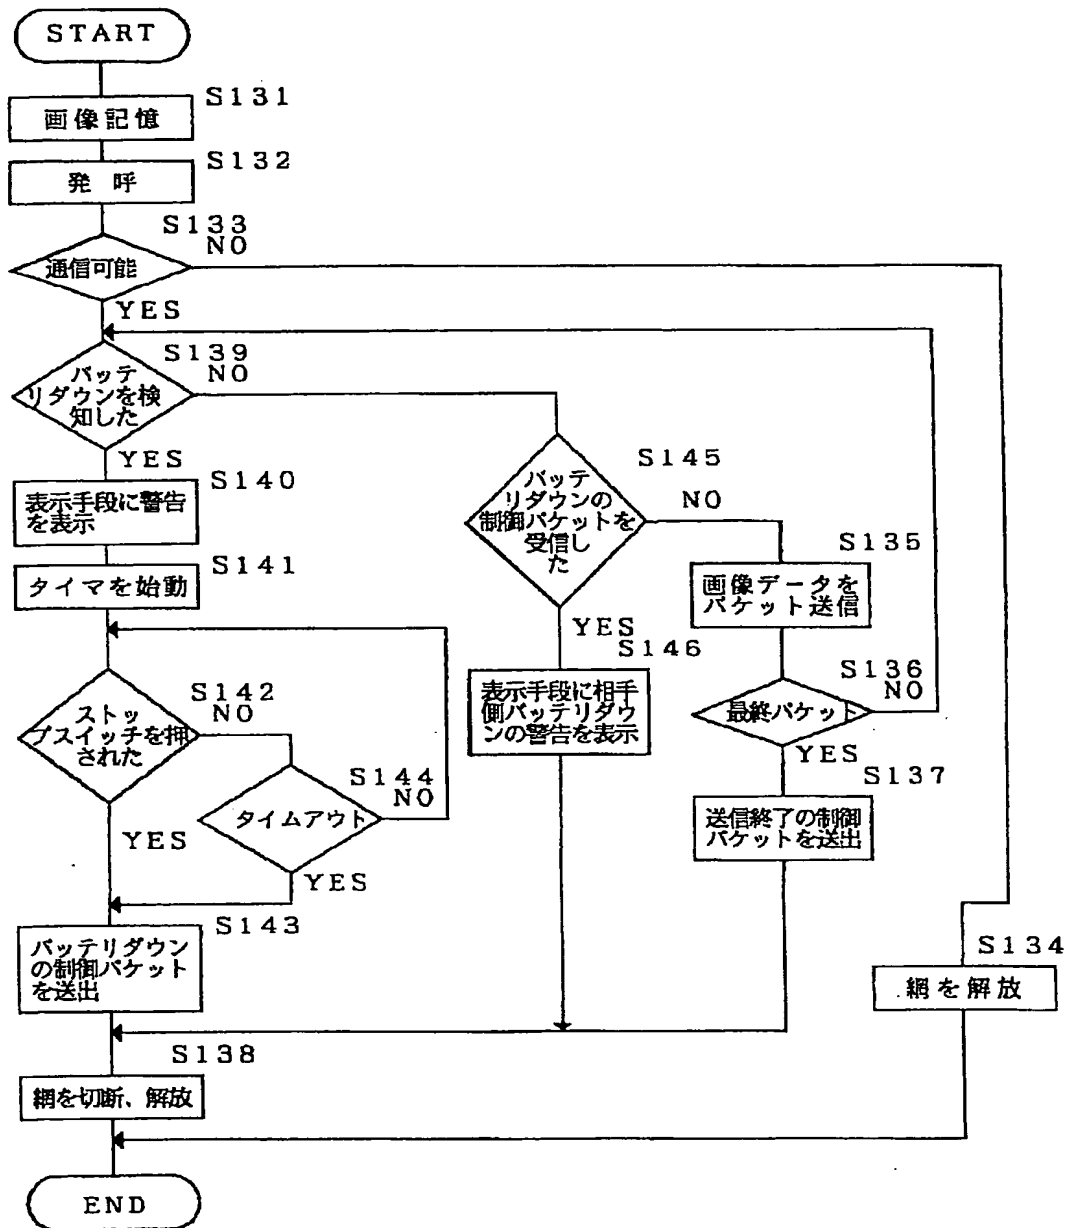 START
S131
画像記憶
S132
発呼
S133
NO
通信可能
YES
S139
NO
バッテ
リダウンを検
知した
YES
S140
表示手段に警告
を表示
S141
タイマを始動
S142
NO
ストッ
プスイッチを押
された
YES
S144
NO
タイムアウト
YES
S143
バッテリダウン
の制御パケット
を送出
S145
NO
バッテ
リダウンの
制御パケットを
受信し
た
YES
S146
表示手段に相手
側バッテリダウ
ンの警告を表示
S135
画像データを
パケット送信
S136
NO
最終パケット
YES
S137
送信終了の制御
パケットを送出
S134
網を解放
S138
網を切断、解放
END